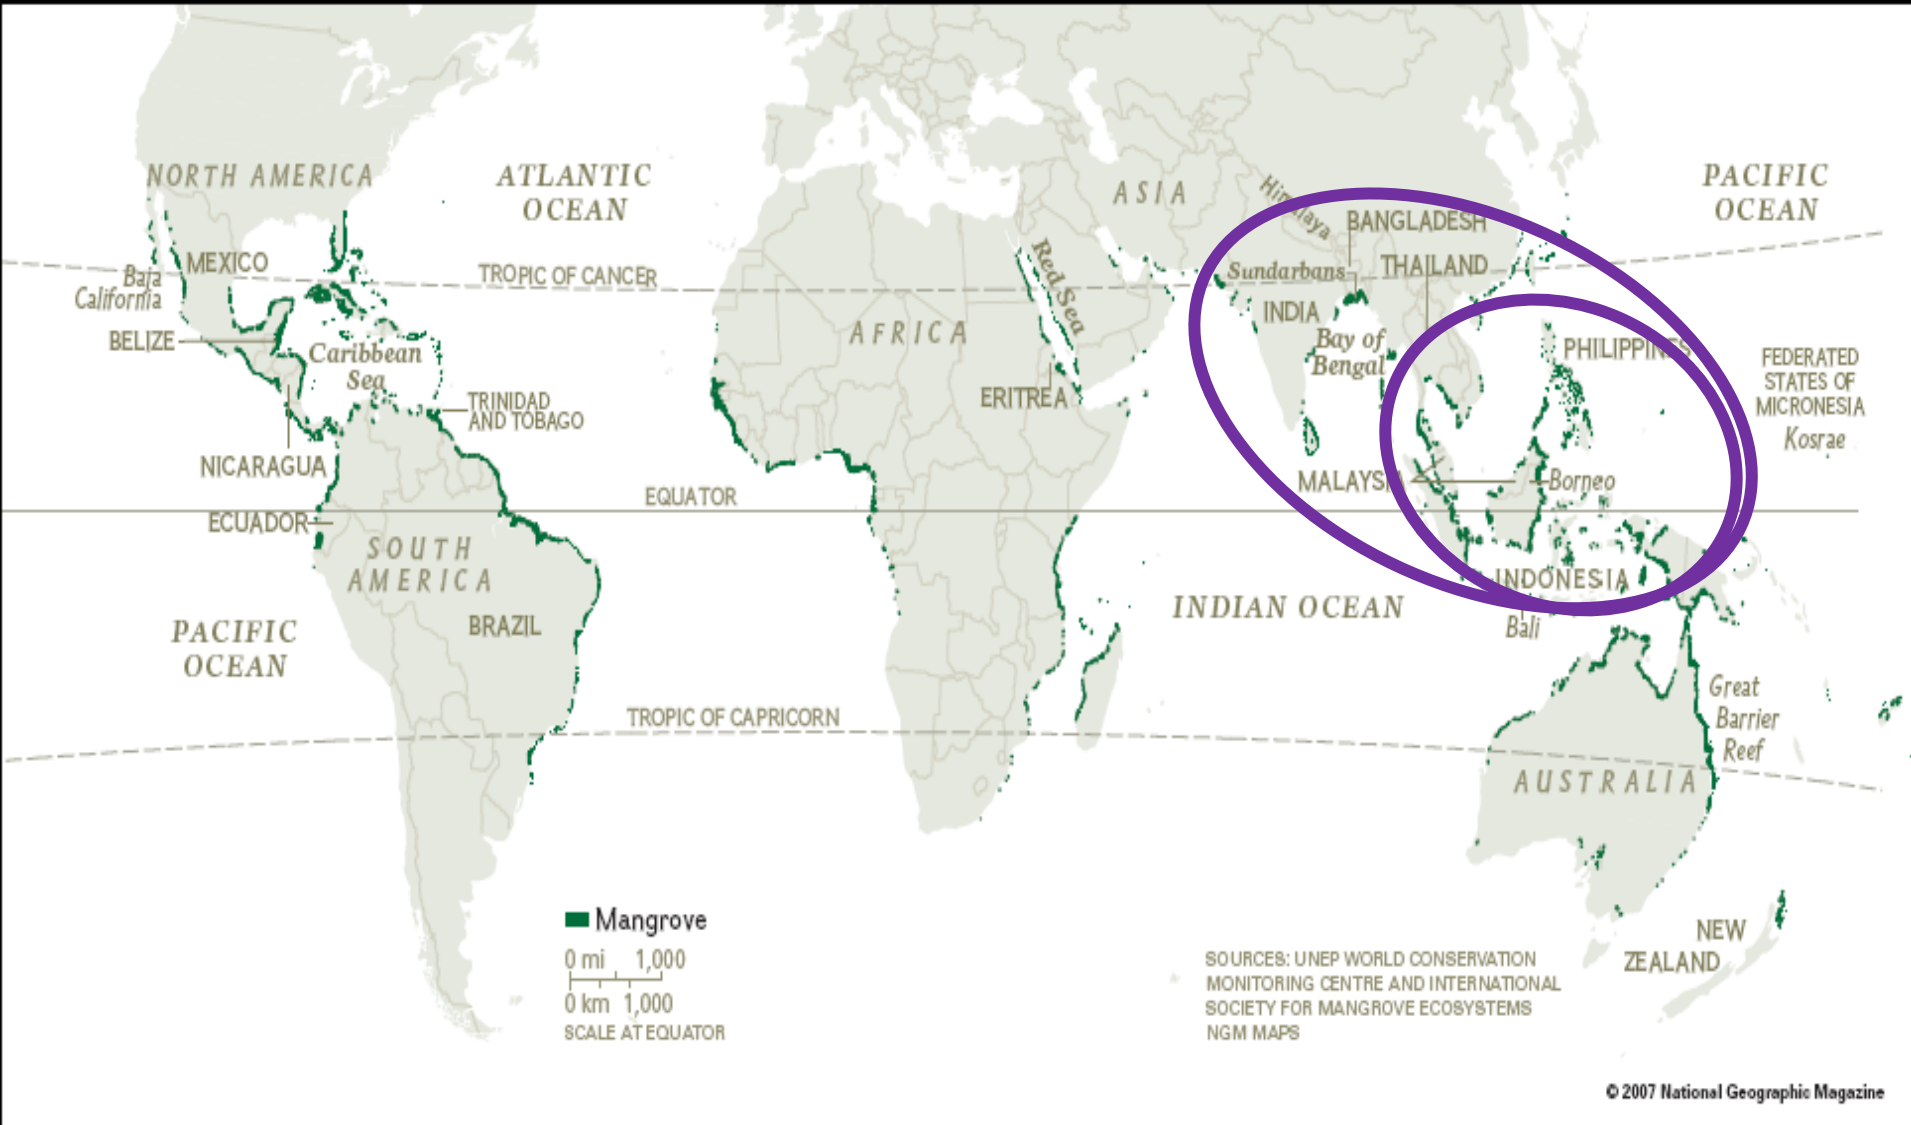 NORTH AMERICA
ATLANTIC
OCEAN
ASIA
Himalaya
BANGLADESH
PACIFIC
OCEAN
MEXICO
Baja
California
TROPIC OF CANCER
Red Sea
Sundarbans
THAILAND
INDIA
BELIZE
Caribbean
Sea
AFRICA
Bay of
Bengal
PHILIPPINES
FEDERATED
STATES OF
MICRONESIA
Kosrae
TRINIDAD
AND TOBAGO
ERITREA
NICARAGUA
EQUATOR
MALAYSIA
Borneo
ECUADOR
SOUTH
AMERICA
BRAZIL
INDONESIA
INDIAN OCEAN
Bali
PACIFIC
OCEAN
TROPIC OF CAPRICORN
Great
Barrier
Reef
AUSTRALIA
Mangrove
0 mi 1,000
0 km 1,000
SCALE AT EQUATOR
NEW
ZEALAND
SOURCES: UNEP WORLD CONSERVATION
MONITORING CENTRE AND INTERNATIONAL
SOCIETY FOR MANGROVE ECOSYSTEMS
NGM MAPS
© 2007 National Geographic Magazine